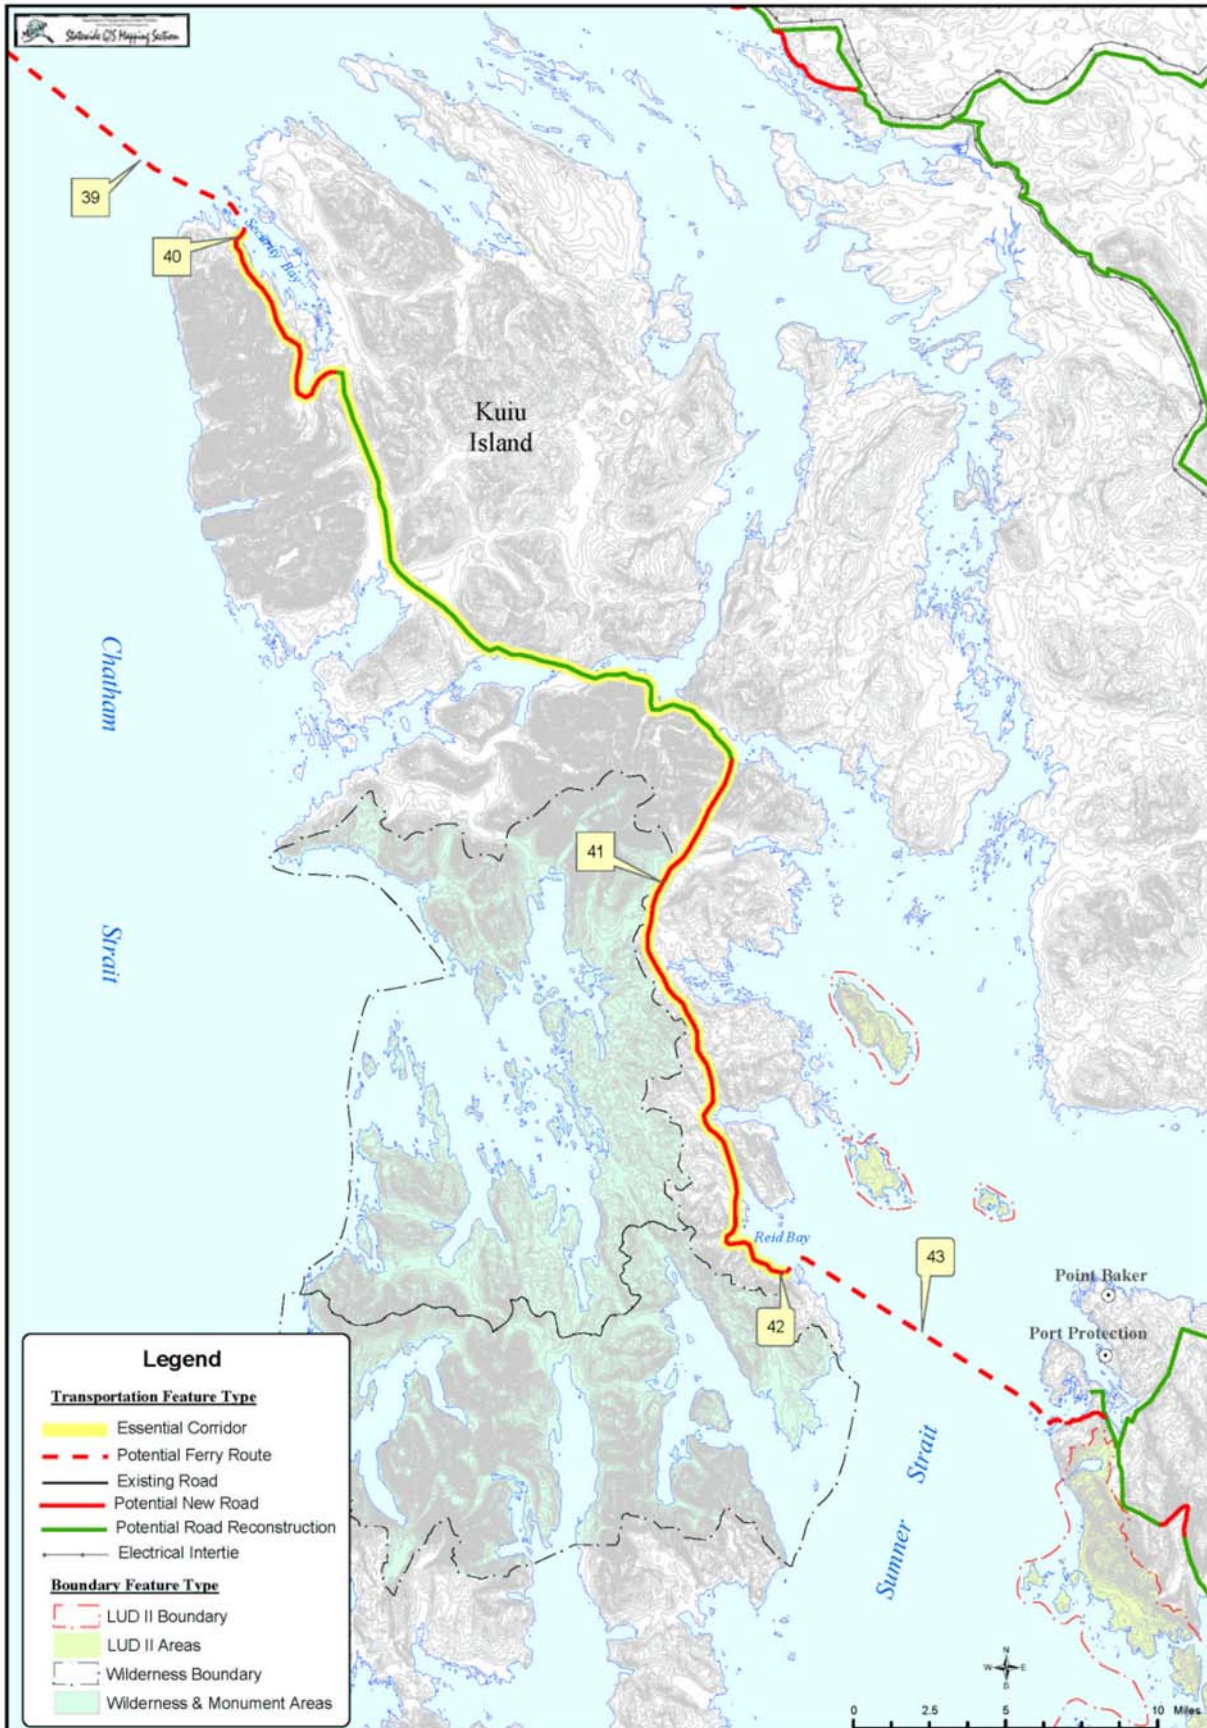 Statewide GIS Mapping Section
39
40
Security Bay
Kuiu
Island
Chatham
Strait
41
Reid Bay
43
42
Point Baker
Port Protection
Sumner Strait
Legend
Transportation Feature Type
Essential Corridor
Potential Ferry Route
Existing Road
Potential New Road
Potential Road Reconstruction
Electrical Intertie
Boundary Feature Type
LUD II Boundary
LUD II Areas
Wilderness Boundary
Wilderness & Monument Areas
N
W E
S
0 2.5 5 10 Miles